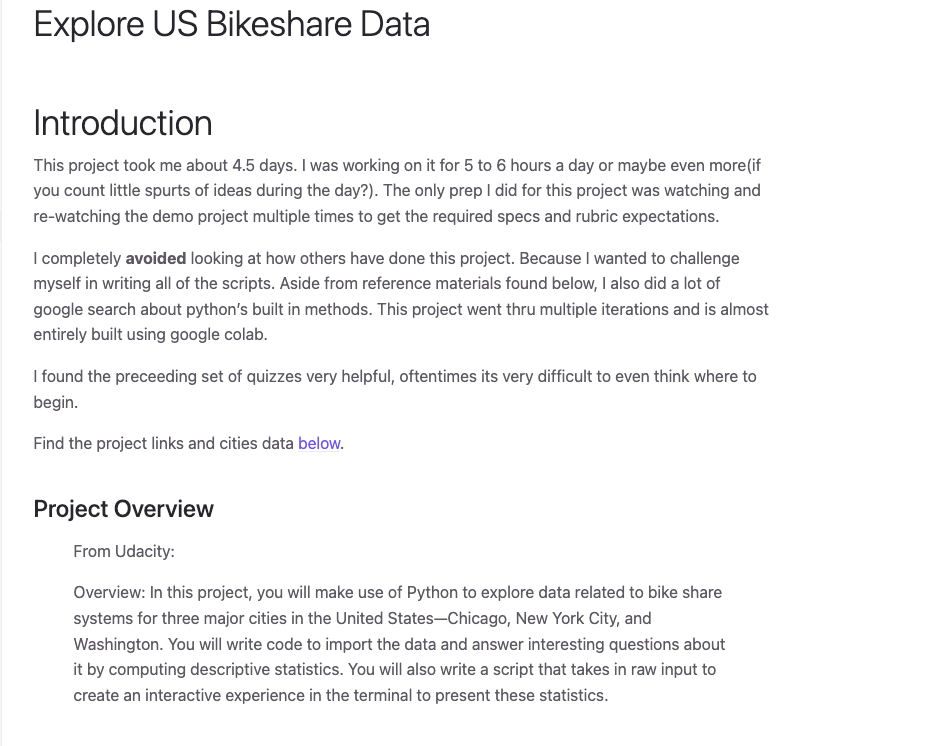 Explore US Bikeshare Data
Introduction
This project took me about 4.5 days. I was working on it for 5 to 6 hours a day or maybe even more(if
you count little spurts of ideas during the day?). The only prep I did for this project was watching and
re-watching the demo project multiple times to get the required specs and rubric expectations.
I completely avoided looking at how others have done this project. Because I wanted to challenge
myself in writing all of the scripts. Aside from reference materials found below, I also did a lot of
google search about python’s built in methods. This project went thru multiple iterations and is almost
entirely built using google colab.
I found the preceeding set of quizzes very helpful, oftentimes its very difficult to even think where to
begin.
Find the project links and cities data below.
Project Overview
From Udacity:
Overview: In this project, you will make use of Python to explore data related to bike share
systems for three major cities in the United States—Chicago, New York City, and
Washington. You will write code to import the data and answer interesting questions about
it by computing descriptive statistics. You will also write a script that takes in raw input to
create an interactive experience in the terminal to present these statistics.